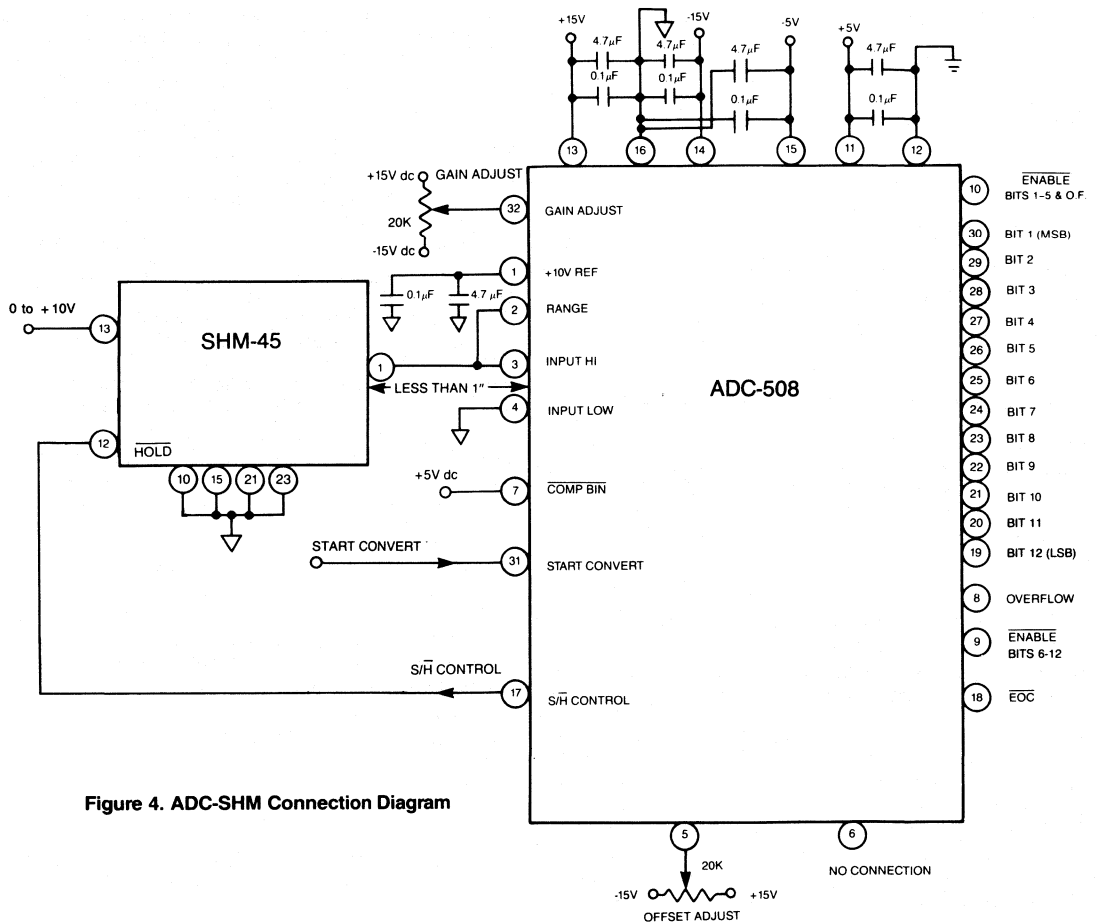 +15V
-15V
-5V
+5V
4.7µF
4.7µF
4.7µF
4.7µF
0.1µF
0.1µF
0.1µF
0.1µF
13
16
14
15
11
12
+15V dc
GAIN ADJUST
20K
-15V dc
32
GAIN ADJUST
1
+10V REF
0.1µF
4.7 µF
2
RANGE
0 to +10V
13
SHM-45
1
3
INPUT HI
LESS THAN 1"
4
INPUT LOW
12
HOLD
10
15
21
23
+5V dc
7
COMP BIN
START CONVERT
31
START CONVERT
S/H CONTROL
17
S/H CONTROL
ADC-508
10
ENABLE
BITS 1-5 & O.F.
30
BIT 1 (MSB)
29
BIT 2
28
BIT 3
27
BIT 4
26
BIT 5
25
BIT 6
24
BIT 7
23
BIT 8
22
BIT 9
21
BIT 10
20
BIT 11
19
BIT 12 (LSB)
8
OVERFLOW
9
ENABLE
BITS 6-12
18
EOC
Figure 4. ADC-SHM Connection Diagram
5
6
20K
NO CONNECTION
-15V
+15V
OFFSET ADJUST